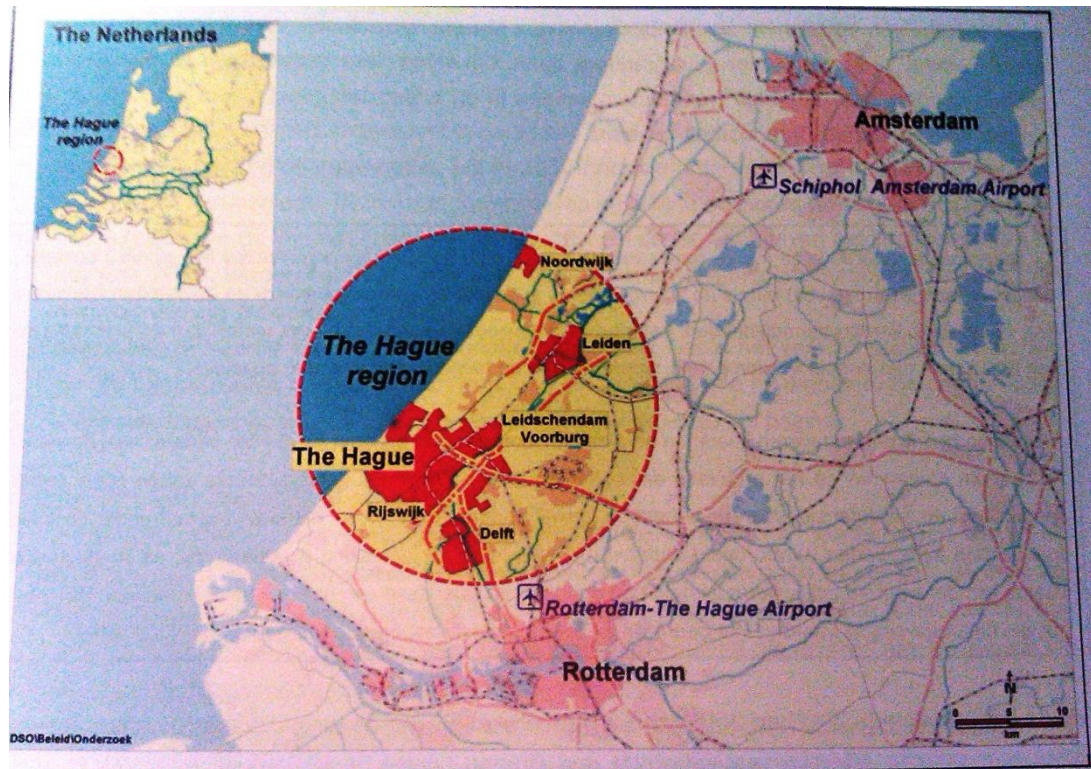 The Netherlands
The Hague
region
Amsterdam
Schiphol Amsterdam Airport
Noordwijk
The Hague
region
Leiden
Leidschendam
Voorburg
The Hague
Rijswijk
Delft
Rotterdam-The Hague Airport
Rotterdam
N
0 5 10
km
DSO\Beleid\Onderzoek